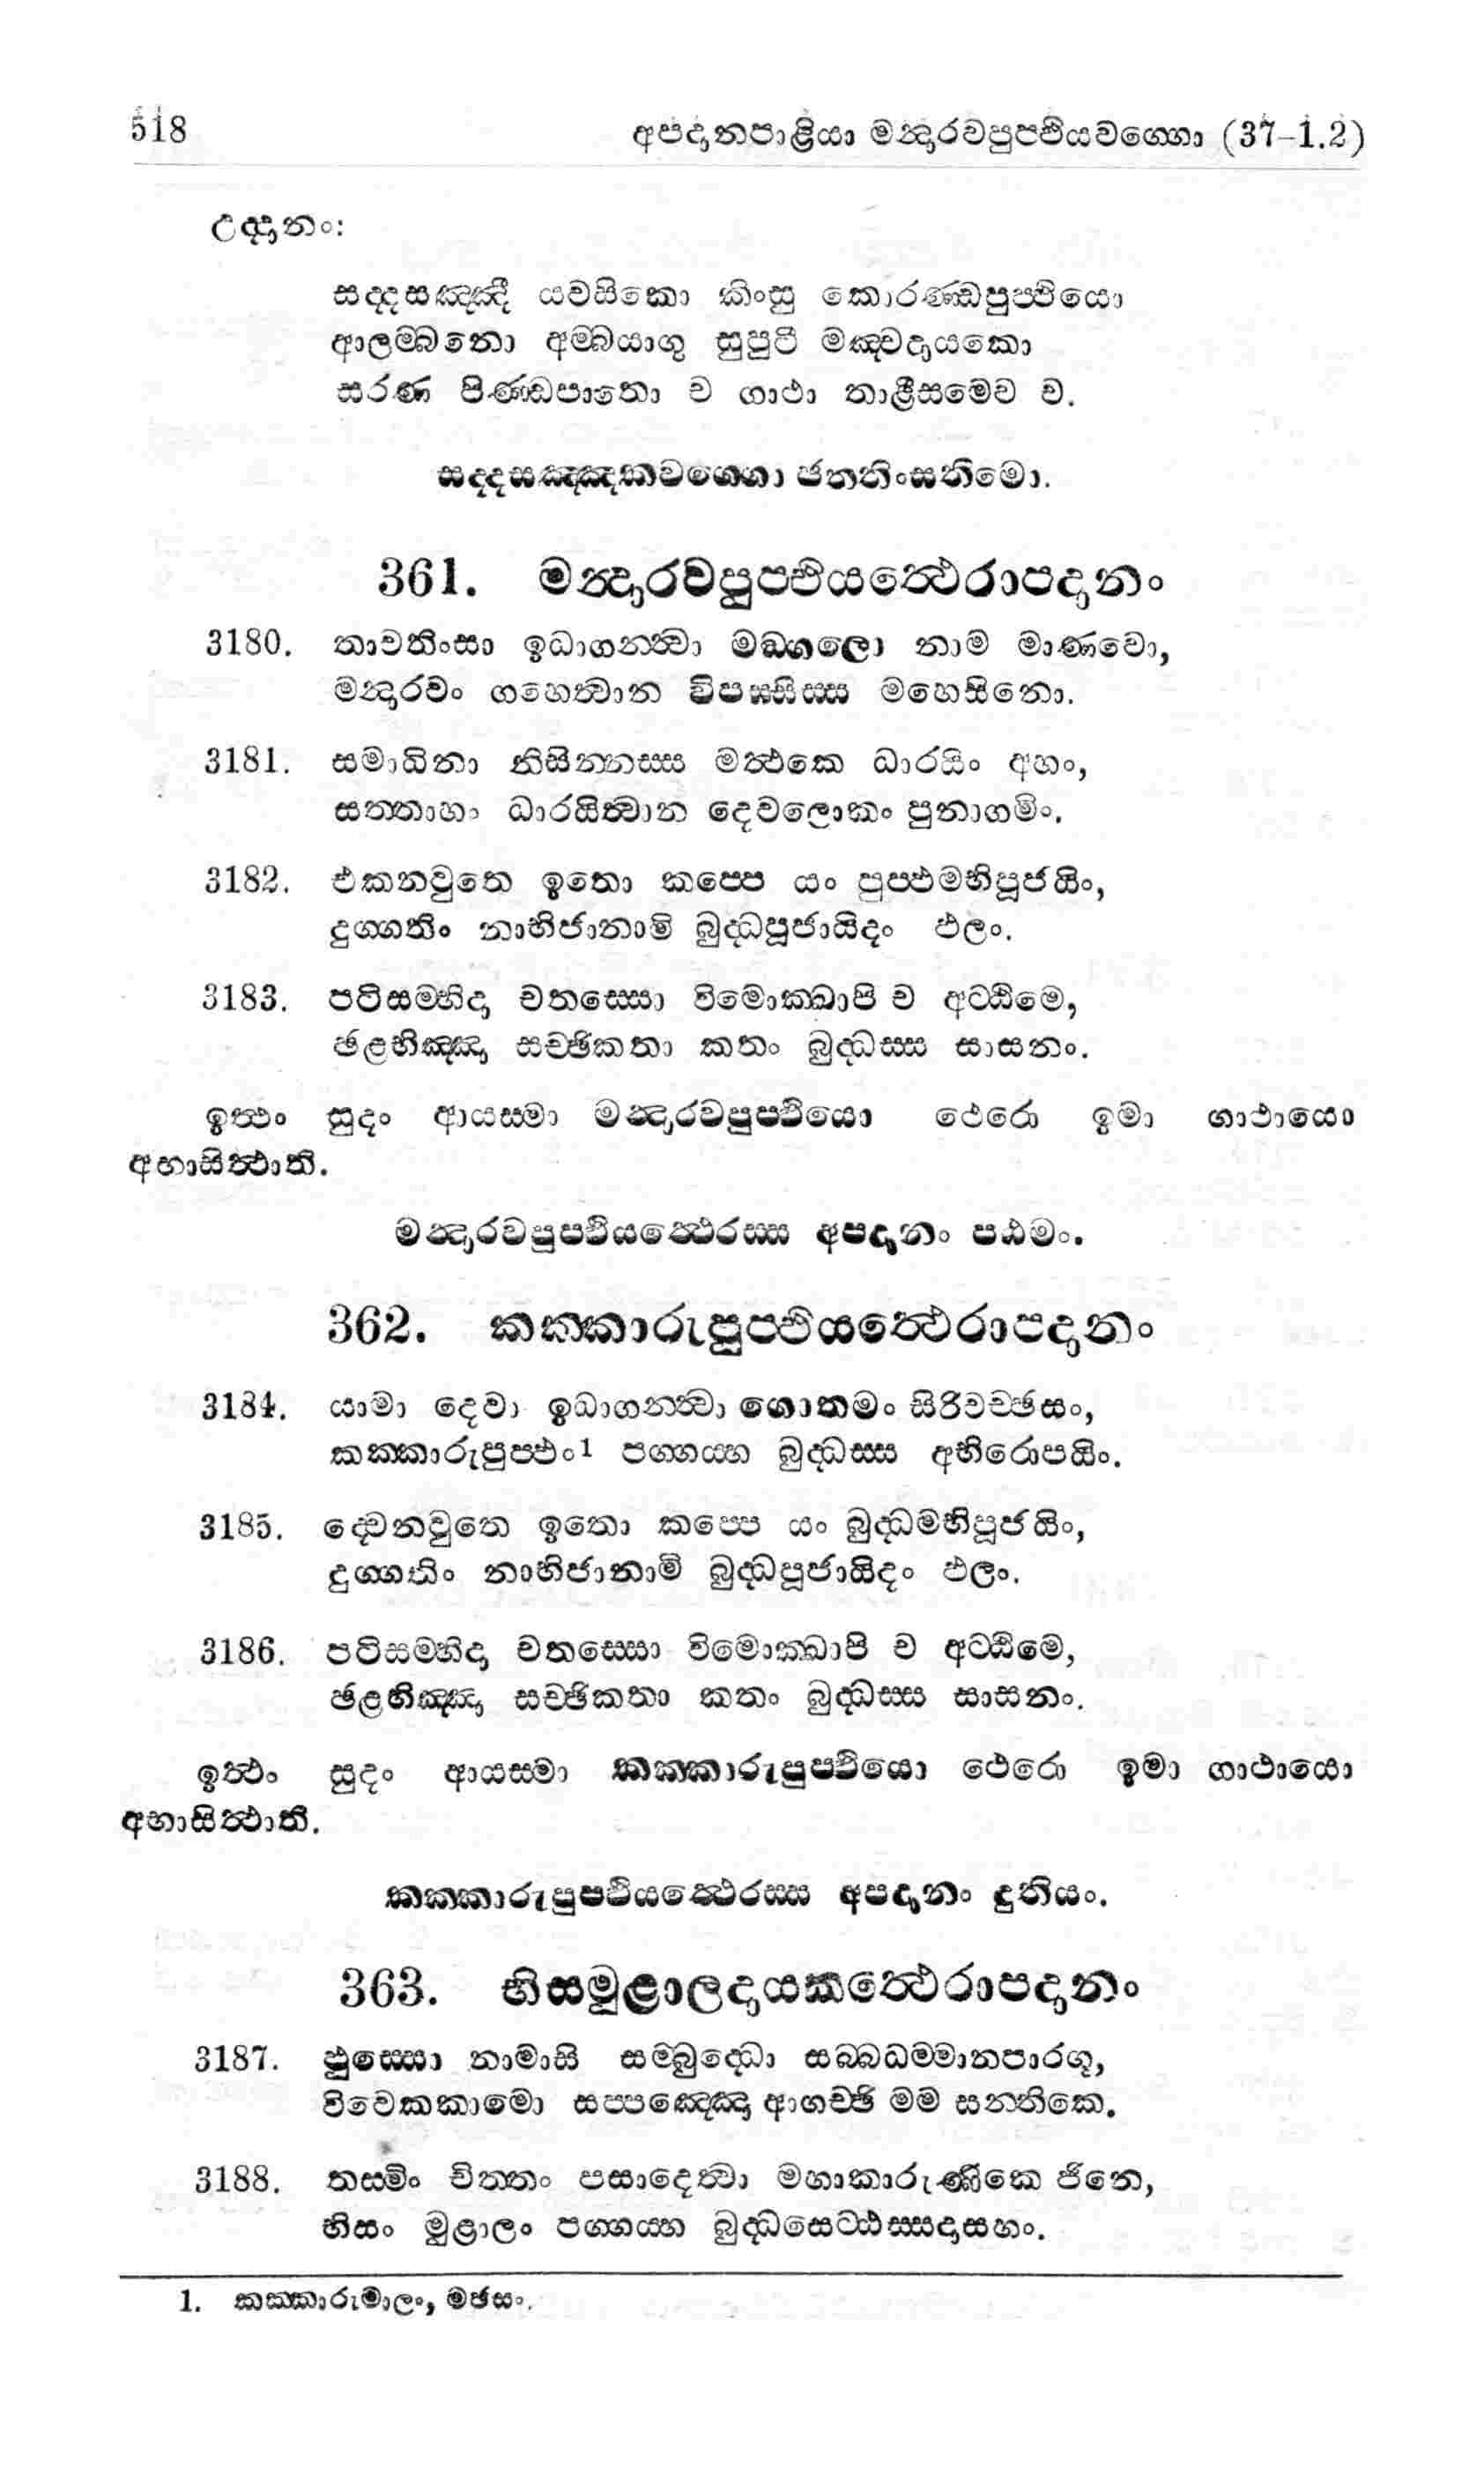 518 අපදානපාළියා මන්දාරවපුප්ඵියවග්ගො (37-1.2)
උද්දානං:
සද්දසඤ්ඤී යවසිකො කිංසු කොරණ්ඩපුප්ඵියො
ආලම්බනො අම්බයාගු සුපුටී මඤ්චදායකො
සරණ පිණ්ඩපාතො ච ගාථා තාළීසමෙව ච.
සද්දසඤ්ඤකවග්ගො ඡත්තිංසතිමො.
361. මන්දාරවපුප්ඵියත්ථෙරාපදානං
3180. තාවතිංසා ඉධාගන්ත්වා මඞ්ගලො නාම මාණවො,
මන්දාරවං ගහෙත්වාන විපස්සිස්ස මහෙසිනො.
3181. සමාධිනා නිසින්නස්ස මත්ථකෙ ධාරයිං අහං,
සත්තාහං ධාරයිත්වාන දෙවලොකං පුනාගමිං.
3182. එකනවුතෙ ඉතො කප්පෙ යං පුප්ඵමභිපූජයිං,
දුග්ගතිං නාභිජානාමි බුද්ධපූජායිදං ඵලං.
3183. පටිසම්භිදා චතස්සො විමොක්ඛාපි ච අට්ඨිමෙ,
ඡළභිඤ්ඤා සච්ඡිකතා කතං බුද්ධස්ස සාසනං.
ඉත්ථං සුදං ආයස්මා මන්දාරවපුප්ඵියො ථෙරො ඉමා ගාථායො
අභාසිත්ථාති.
මන්දාරවපුප්ඵියත්ථෙරස්ස අපදානං පඨමං.
362. කක්කාරුපුප්ඵියත්ථෙරාපදානං
3184. යාමා දෙවා ඉධාගන්ත්වා ගොතමං සිරිවච්ඡසං,
කක්කාරුපුප්ඵං1 පග්ගය්හ බුද්ධස්ස අභිරොපයිං.
3185. ද්වෙනවුතෙ ඉතො කප්පෙ යං බුද්ධමභිපූජයිං,
දුග්ගතිං නාභිජානාමි බුද්ධපූජායිදං ඵලං.
3186. පටිසම්භිදා චතස්සො විමොක්ඛාපි ච අට්ඨිමෙ,
ඡළභිඤ්ඤා සච්ඡිකතා කතං බුද්ධස්ස සාසනං.
ඉත්ථං සුදං ආයස්මා කක්කාරුපුප්ඵියො ථෙරො ඉමා ගාථායො
අභාසිත්ථාති.
කක්කාරුපුප්ඵියත්ථෙරස්ස අපදානං දුතියං.
363. භිසමුළාලදායකත්ථෙරාපදානං
3187. ඵුස්සො නාමාසි සම්බුද්ධො සබ්බධම්මානපාරගූ,
විවෙකකාමො සප්පඤ්ඤො ආගච්ඡි මම සන්තිකෙ.
3188. තස්මිං චිත්තං පසාදෙත්වා මහාකාරුණිකෙ ජිනෙ,
භිසං මුළාලං පග්ගය්හ බුද්ධසෙට්ඨස්සදාසහං.
1. කක්කාරුමාලං, මඡසං.